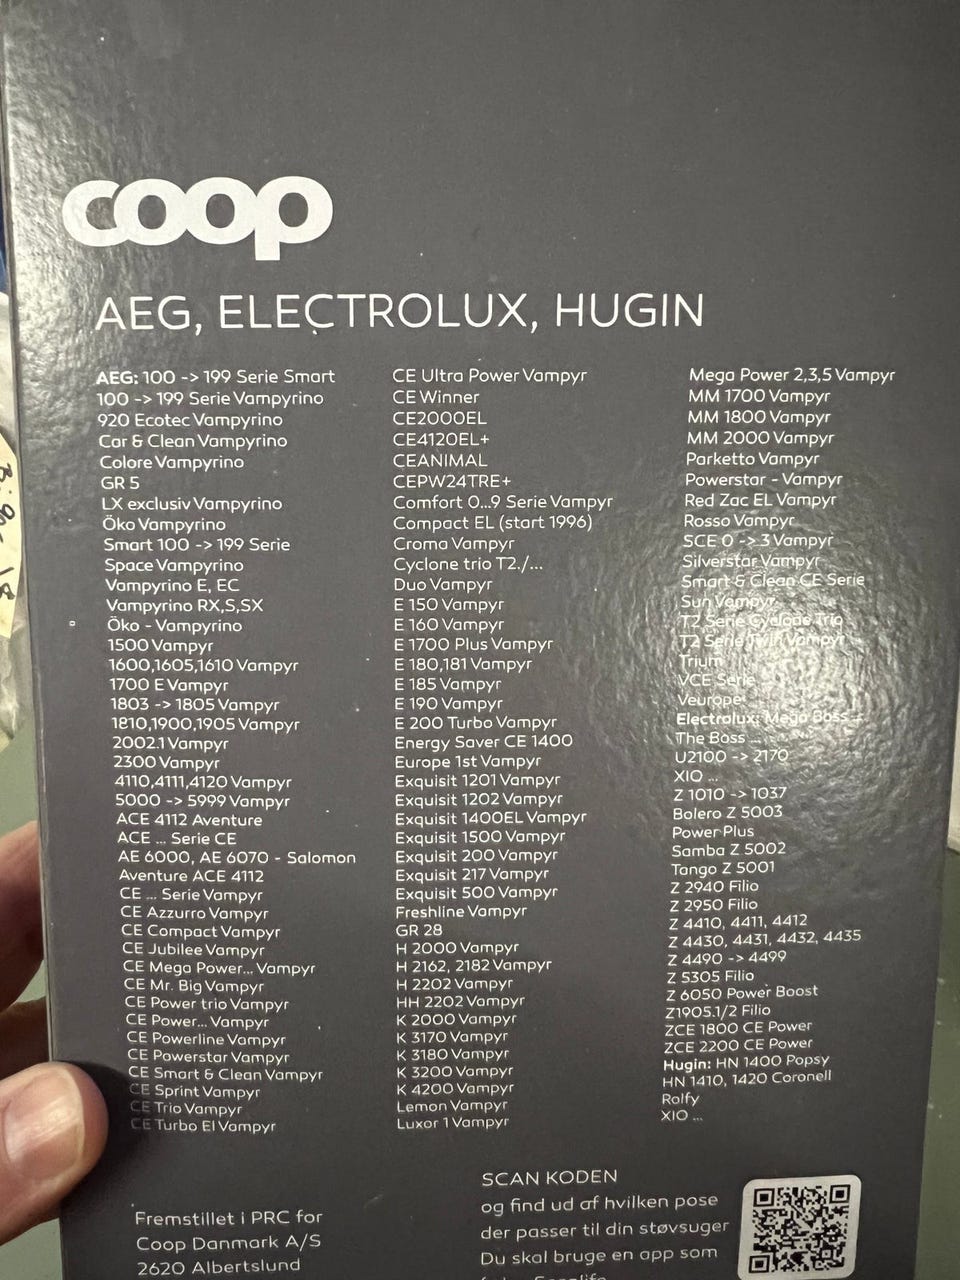 coop
AEG, ELECTROLUX, HUGIN
AEG: 100 -> 199 Serie Smart
100 -> 199 Serie Vampyrino
920 Ecotec Vampyrino
Car & Clean Vampyrino
Colore Vampyrino
GR 5
LX exclusiv Vampyrino
Öko Vampyrino
Smart 100 -> 199 Serie
Space Vampyrino
Vampyrino E, EC
Vampyrino RX,S,SX
Öko - Vampyrino
1500 Vampyr
1600,1605,1610 Vampyr
1700 E Vampyr
1803 -> 1805 Vampyr
1810,1900,1905 Vampyr
2002.1 Vampyr
2300 Vampyr
4110,4111,4120 Vampyr
5000 -> 5999 Vampyr
ACE 4112 Aventure
ACE ... Serie CE
AE 6000, AE 6070 - Salomon
Aventure ACE 4112
CE ... Serie Vampyr
CE Azzurro Vampyr
CE Compact Vampyr
CE Jubilee Vampyr
CE Mega Power... Vampyr
CE Mr. Big Vampyr
CE Power trio Vampyr
CE Power... Vampyr
CE Powerline Vampyr
CE Powerstar Vampyr
CE Smart & Clean Vampyr
CE Sprint Vampyr
CE Trio Vampyr
CE Turbo El Vampyr
CE Ultra Power Vampyr
CE Winner
CE2000EL
CE4120EL+
CEANIMAL
CEPW24TRE+
Comfort 0...9 Serie Vampyr
Compact EL (start 1996)
Croma Vampyr
Cyclone trio T2./...
Duo Vampyr
E 150 Vampyr
E 160 Vampyr
E 1700 Plus Vampyr
E 180,181 Vampyr
E 185 Vampyr
E 190 Vampyr
E 200 Turbo Vampyr
Energy Saver CE 1400
Europe 1st Vampyr
Exquisit 1201 Vampyr
Exquisit 1202 Vampyr
Exquisit 1400EL Vampyr
Exquisit 1500 Vampyr
Exquisit 200 Vampyr
Exquisit 217 Vampyr
Exquisit 500 Vampyr
Freshline Vampyr
GR 28
H 2000 Vampyr
H 2162, 2182 Vampyr
H 2202 Vampyr
HH 2202 Vampyr
K 2000 Vampyr
K 3170 Vampyr
K 3180 Vampyr
K 3200 Vampyr
K 4200 Vampyr
Lemon Vampyr
Luxor 1 Vampyr
Mega Power 2,3,5 Vampyr
MM 1700 Vampyr
MM 1800 Vampyr
MM 2000 Vampyr
Parketto Vampyr
Powerstar - Vampyr
Red Zac EL Vampyr
Rosso Vampyr
SCE 0 -> 3 Vampyr
Silverstar Vampyr
Smart & Clean CE Serie
Sun Vampyr
T2 Serie Cyclone Trio
T2 Serie Twin Vampyr
Trium
VCE Serie
Veurope
Electrolux: Mega Boss ...
The Boss ...
U2100 -> 2170
XIO ...
Z 1010 -> 1037
Bolero Z 5003
Power Plus
Samba Z 5002
Tango Z 5001
Z 2940 Filio
Z 2950 Filio
Z 4410, 4411, 4412
Z 4430, 4431, 4432, 4435
Z 4490 -> 4499
Z 5305 Filio
Z 6050 Power Boost
Z1905.1/2 Filio
ZCE 1800 CE Power
ZCE 2200 CE Power
Hugin: HN 1400 Popsy
HN 1410, 1420 Coronell
Ralfy
XIO ...
Fremstillet i PRC for
Coop Danmark A/S
2620 Albertslund
SCAN KODEN
og find ud af hvilken pose
der passer til din støvsuger
Du skal bruge en app som